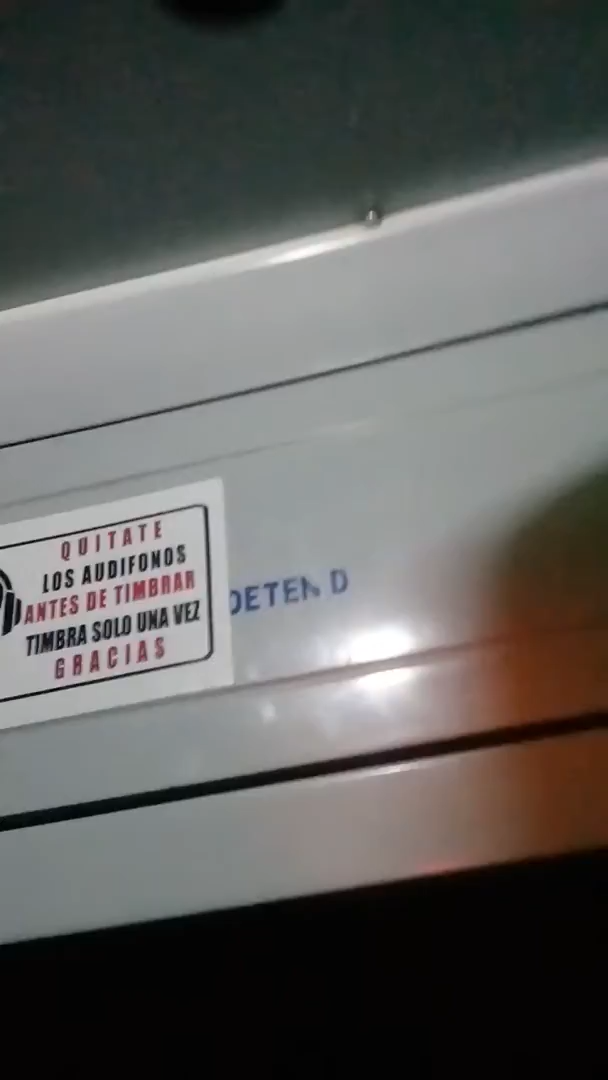 QUITATE
LOS AUDIFONOS
ANTES DE TIMBRAR
TIMBRA SOLO UNA VEZ
GRACIAS